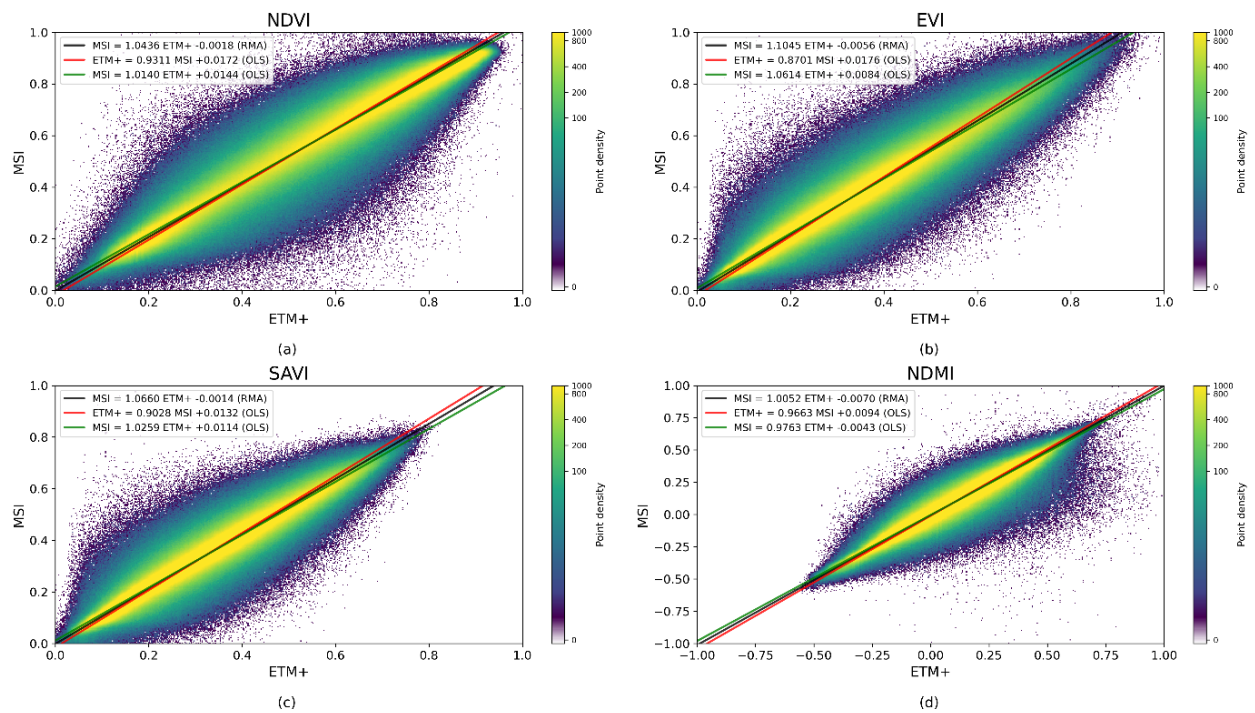 NDVI
MSI = 1.0436 ETM+ -0.0018 (RMA)
ETM+ = 0.9311 MSI +0.0172 (OLS)
MSI = 1.0140 ETM+ +0.0144 (OLS)
1.0
0.8
0.6
0.4
0.2
0.0
MSI
0.0 0.2 0.4 0.6 0.8 1.0
ETM+
1000
800
400
200
100
0
Point density
(a)
EVI
MSI = 1.1045 ETM+ -0.0056 (RMA)
ETM+ = 0.8701 MSI +0.0176 (OLS)
MSI = 1.0614 ETM+ +0.0084 (OLS)
1.0
0.8
0.6
0.4
0.2
0.0
MSI
0.0 0.2 0.4 0.6 0.8 1.0
ETM+
1000
800
400
200
100
0
Point density
(b)
SAVI
MSI = 1.0660 ETM+ -0.0014 (RMA)
ETM+ = 0.9028 MSI +0.0132 (OLS)
MSI = 1.0259 ETM+ +0.0114 (OLS)
1.0
0.8
0.6
0.4
0.2
0.0
MSI
0.0 0.2 0.4 0.6 0.8 1.0
ETM+
1000
800
400
200
100
0
Point density
(c)
NDMI
MSI = 1.0052 ETM+ -0.0070 (RMA)
ETM+ = 0.9663 MSI +0.0094 (OLS)
MSI = 0.9763 ETM+ -0.0043 (OLS)
1.00
0.75
0.50
0.25
0.00
−0.25
−0.50
−0.75
−1.00
MSI
−1.00 −0.75 −0.50 −0.25 0.00 0.25 0.50 0.75 1.00
ETM+
1000
800
400
200
100
0
Point density
(d)